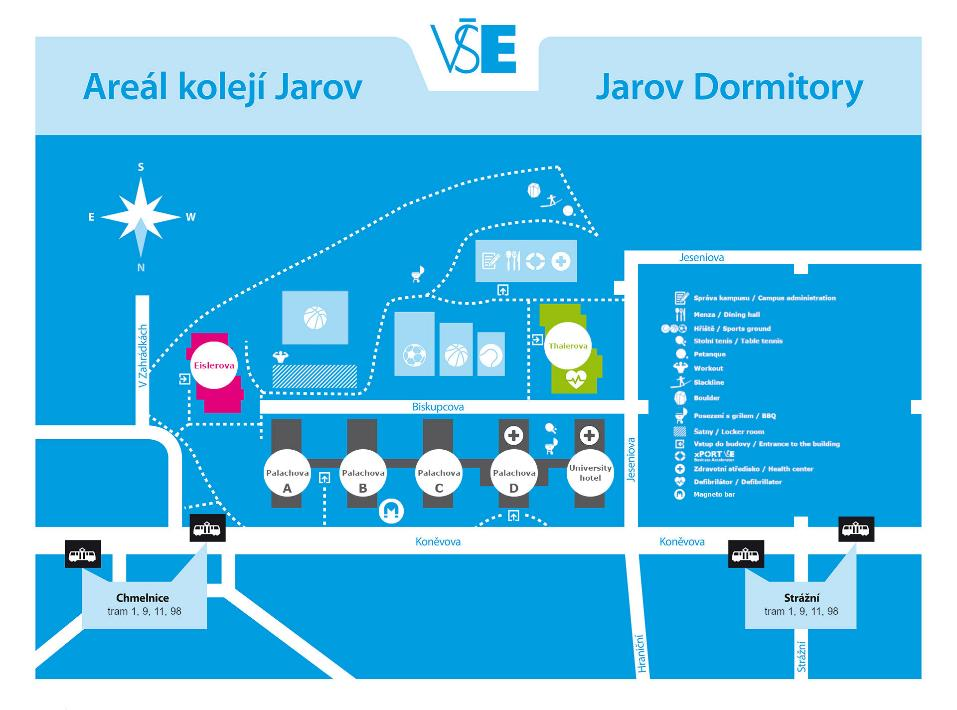 VŠE
Areál kolejí Jarov
Jarov Dormitory
S
E
W
N
Jeseniova
V Zahrádkách
Eislerova
Thalerova
Biskupcova
Palachova
A
Palachova
B
Palachova
C
Palachova
D
University
hotel
M
Jeseniova
Správa kampusu / Campus administration
Menza / Dining hall
Hřiště / Sports ground
Stolní tenis / Table tennis
Petanque
Workout
Slackline
Boulder
Posezení s grilem / BBQ
Šatny / Locker room
Vstup do budovy / Entrance to the building
xPORT VŠE
Business Accelerator
Zdravotní středisko / Health center
Defibrilátor / Defibrillator
Magneto bar
Koněvova
Koněvova
Chmelnice
tram 1, 9, 11, 98
Strážní
tram 1, 9, 11, 98
Hraniční
Strážní